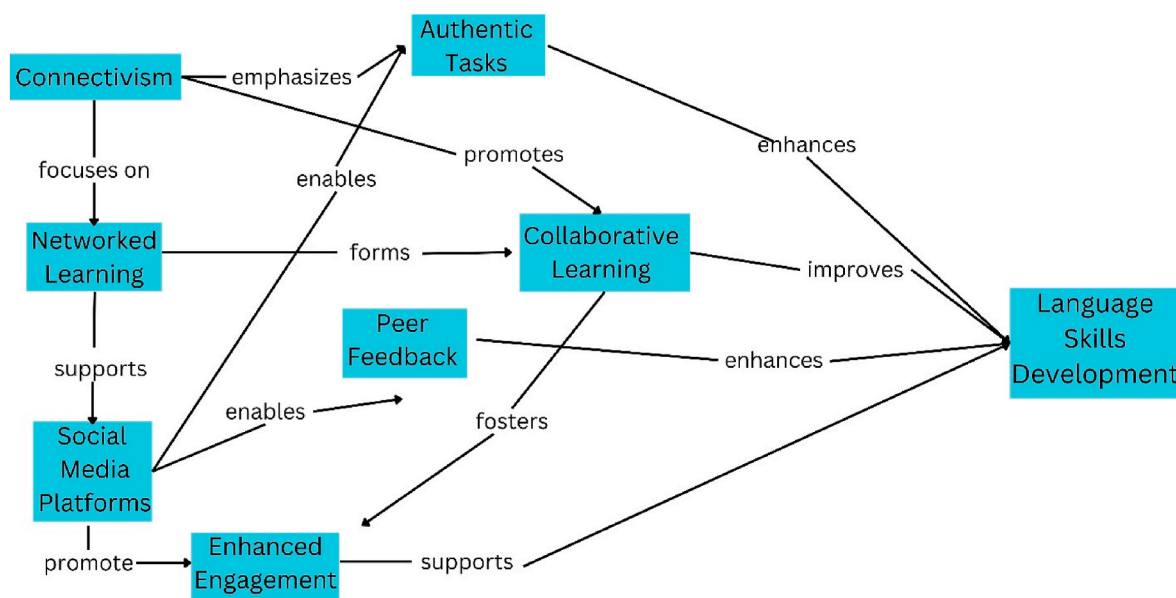 Authentic
Tasks
Connectivism
emphasizes
promotes
enhances
focuses on
enables
Networked
Learning
forms
Collaborative
Learning
improves
Language
Skills
Development
Peer
Feedback
enhances
supports
enables
fosters
Social
Media
Platforms
promote
Enhanced
Engagement
supports